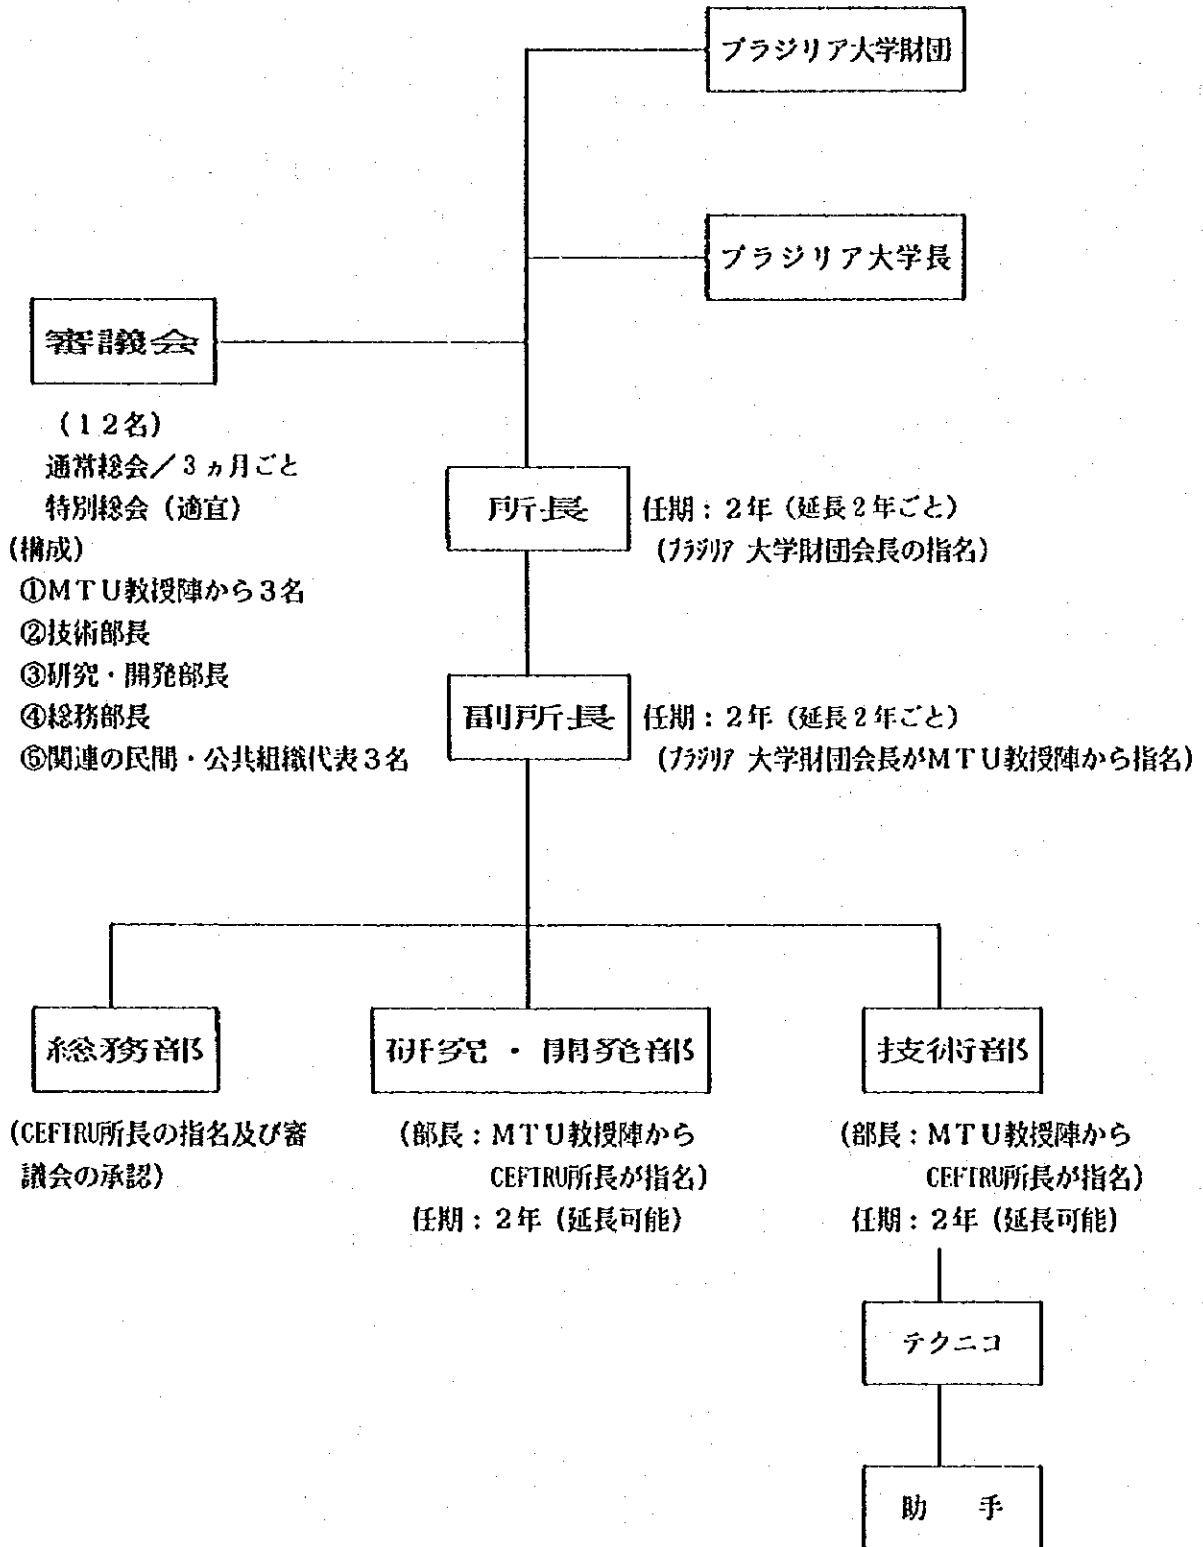 ブラジリア大学財団
ブラジリア大学長
審議会
(12名)
通常総会/3ヵ月ごと
特別総会(適宜)
(構成)
①MTU教授陣から3名
②技術部長
③研究・開発部長
④総務部長
⑤関連の民間・公共組織代表3名
所長
任期:2年(延長2年ごと)
(ブラジリア 大学財団会長の指名)
副所長
任期:2年(延長2年ごと)
(ブラジリア 大学財団会長がMTU教授陣から指名)
総務部
(CEFTRU所長の指名及び審
議会の承認)
研究・開発部
(部長:MTU教授陣から
CEFTRU所長が指名)
任期:2年(延長可能)
技術部
(部長:MTU教授陣から
CEFTRU所長が指名)
任期:2年(延長可能)
テクニコ
助 手